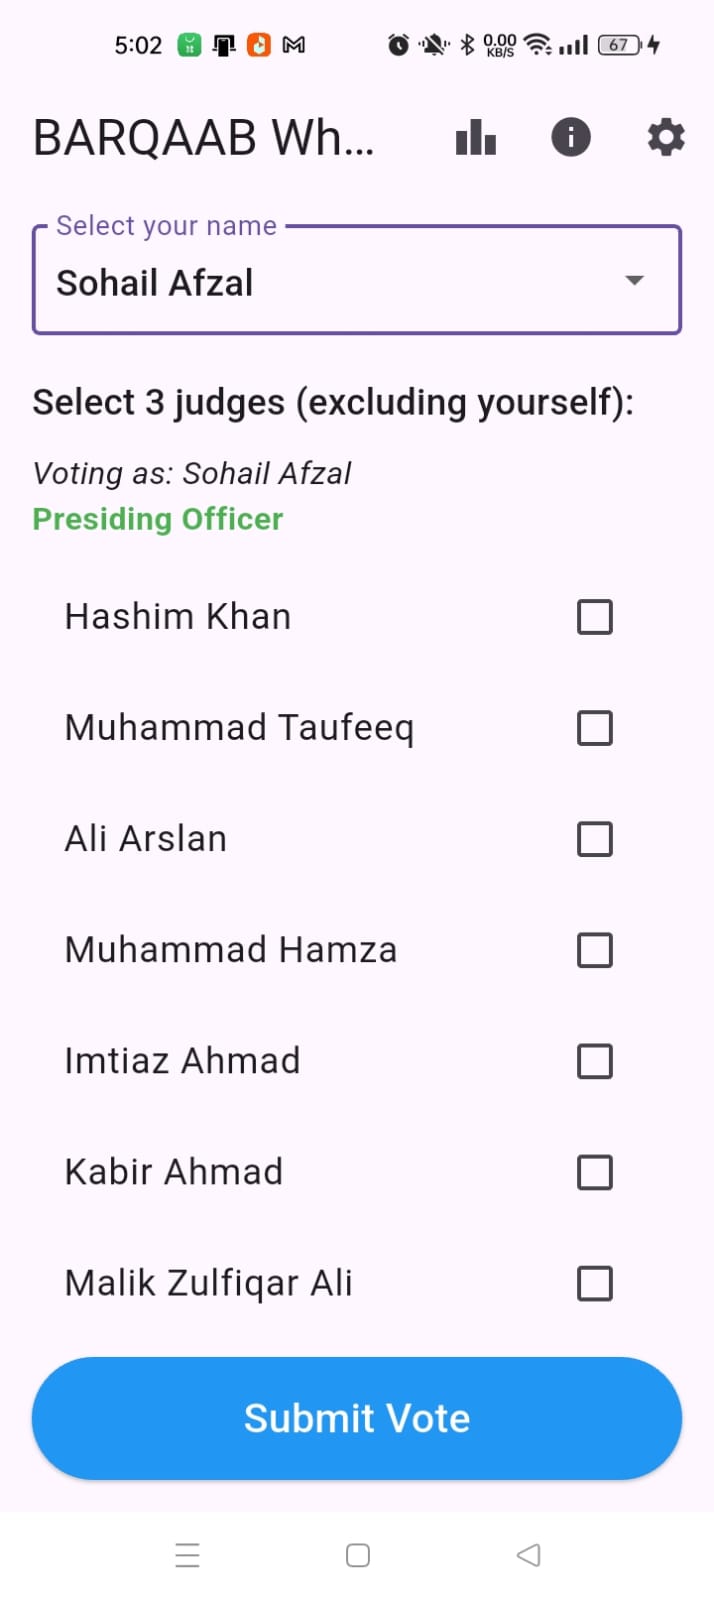 5:02 0.00 KB/S 67
BARQAAB Wh...
Select your name
Sohail Afzal
Select 3 judges (excluding yourself):
Voting as: Sohail Afzal
Presiding Officer
Hashim Khan
Muhammad Taufeeq
Ali Arslan
Muhammad Hamza
Imtiaz Ahmad
Kabir Ahmad
Malik Zulfiqar Ali
Submit Vote